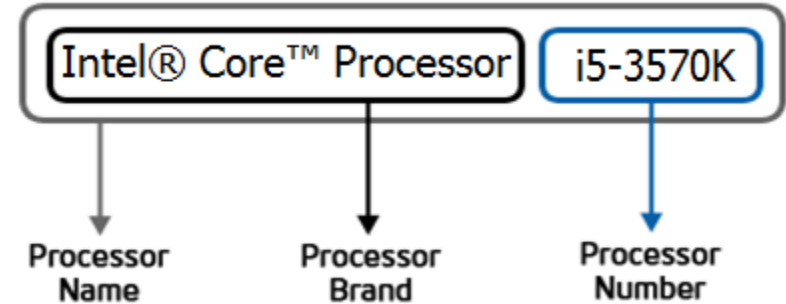 Intel® Core™ Processor i5-3570K
Processor Processor Processor
Name Brand Number